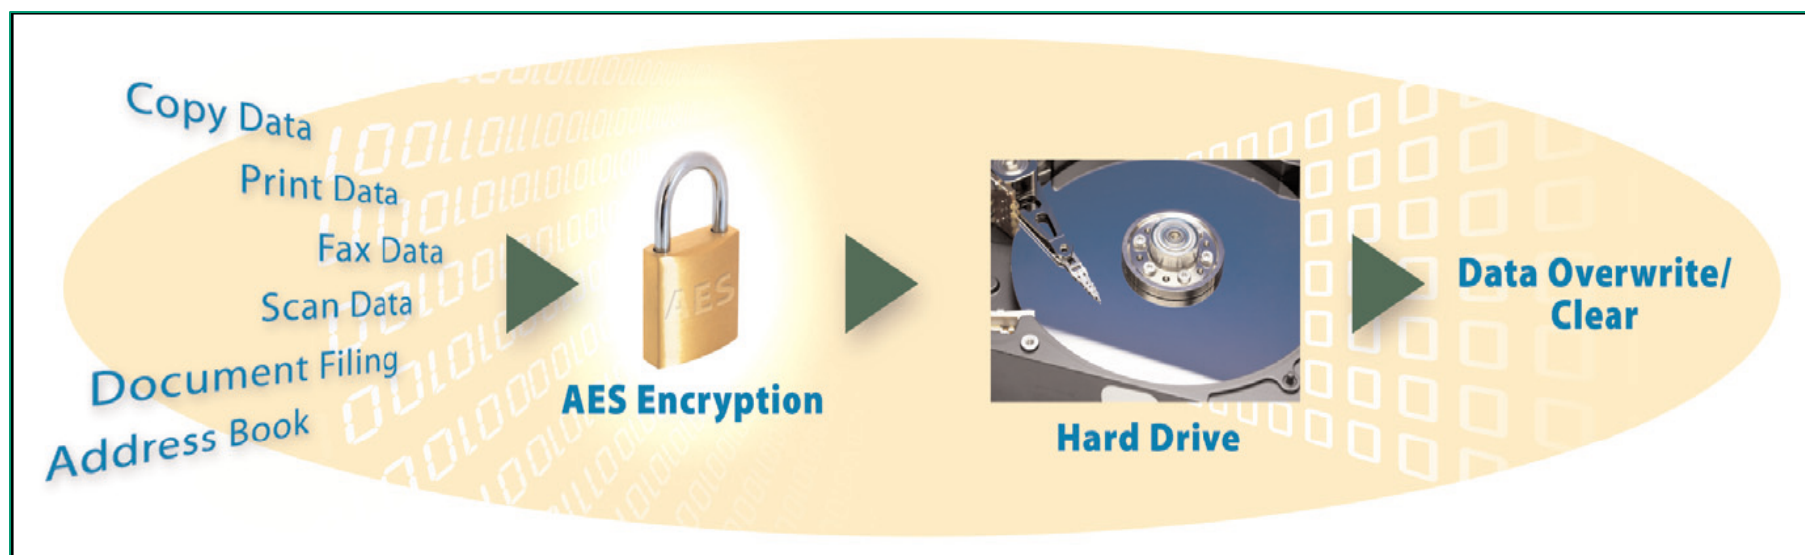 Copy Data
Print Data
Fax Data
Scan Data
Document Filing
Address Book
AES
AES Encryption
Hard Drive
Data Overwrite/
Clear